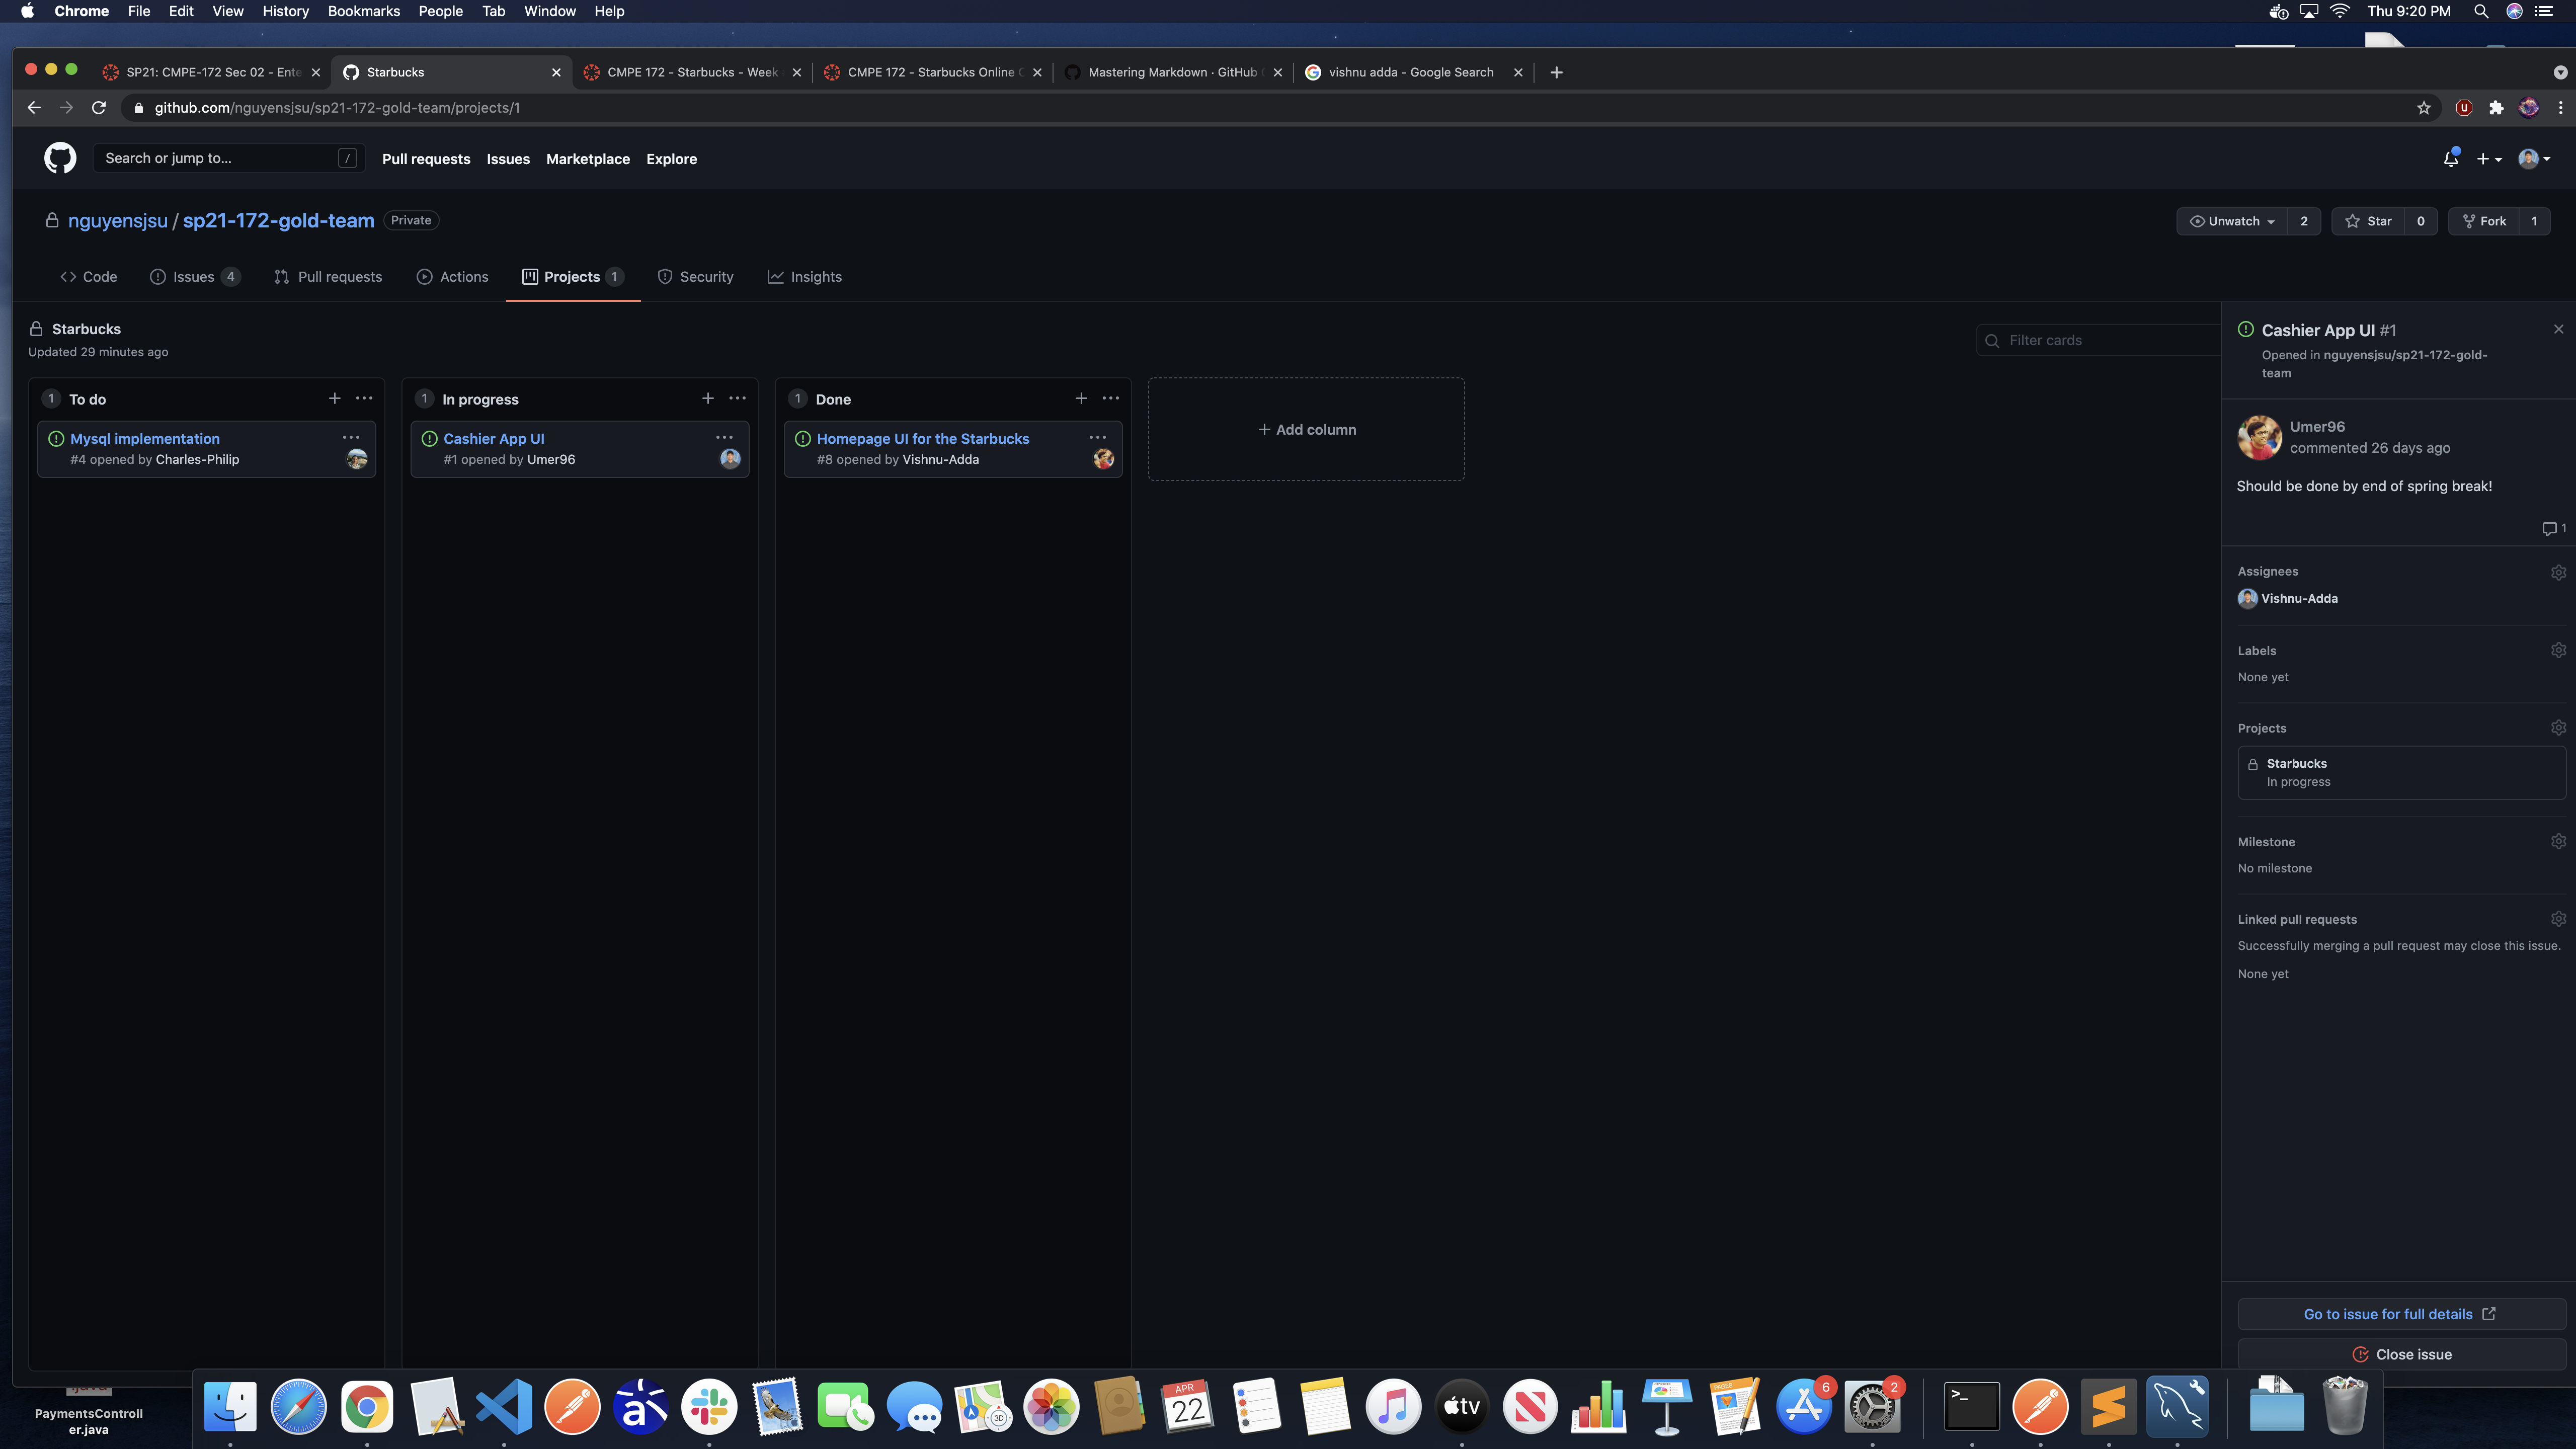 Chrome File Edit View History Bookmarks People Tab Window Help
Thu 9:20 PM
SP21: CMPE-172 Sec 02 - Ente
Starbucks
CMPE 172 - Starbucks - Week
CMPE 172 - Starbucks Online
Mastering Markdown · GitHub
vishnu adda - Google Search
github.com/nguyensjsu/sp21-172-gold-team/projects/1
Search or jump to... /
Pull requests Issues Marketplace Explore
nguyensjsu / sp21-172-gold-team Private
Unwatch 2 Star 0 Fork 1
Code Issues 4 Pull requests Actions Projects 1 Security Insights
Starbucks
Updated 29 minutes ago
Filter cards
1 To do
Mysql implementation
#4 opened by Charles-Philip
1 In progress
Cashier App UI
#1 opened by Umer96
1 Done
Homepage UI for the Starbucks
#8 opened by Vishnu-Adda
+ Add column
Cashier App UI #1
Opened in nguyensjsu/sp21-172-gold-
team
Umer96
commented 26 days ago
Should be done by end of spring break!
1
Assignees
Vishnu-Adda
Labels
None yet
Projects
Starbucks
In progress
Milestone
No milestone
Linked pull requests
Successfully merging a pull request may close this issue.
None yet
Go to issue for full details
Close issue
PaymentsControll
er.java
APR
22
3D
tv
PAGES
6
2
>_